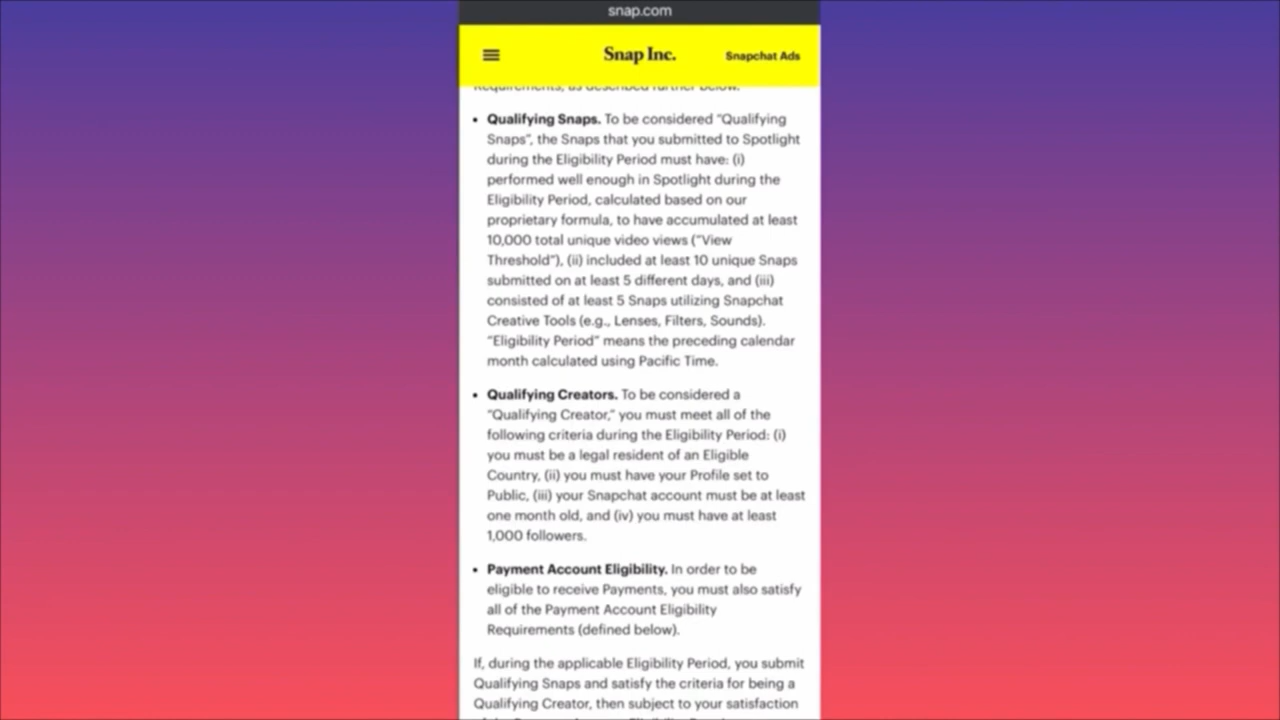 snap.com
Snap Inc.
Snapchat Ads
Requirements, as described further below.
• Qualifying Snaps. To be considered “Qualifying
Snaps”, the Snaps that you submitted to Spotlight
during the Eligibility Period must have: (i)
performed well enough in Spotlight during the
Eligibility Period, calculated based on our
proprietary formula, to have accumulated at least
10,000 total unique video views (“View
Threshold”), (ii) included at least 10 unique Snaps
submitted on at least 5 different days, and (iii)
consisted of at least 5 Snaps utilizing Snapchat
Creative Tools (e.g., Lenses, Filters, Sounds).
“Eligibility Period” means the preceding calendar
month calculated using Pacific Time.
• Qualifying Creators. To be considered a
“Qualifying Creator,” you must meet all of the
following criteria during the Eligibility Period: (i)
you must be a legal resident of an Eligible
Country, (ii) you must have your Profile set to
Public, (iii) your Snapchat account must be at least
one month old, and (iv) you must have at least
1,000 followers.
• Payment Account Eligibility. In order to be
eligible to receive Payments, you must also satisfy
all of the Payment Account Eligibility
Requirements (defined below).
If, during the applicable Eligibility Period, you submit
Qualifying Snaps and satisfy the criteria for being a
Qualifying Creator, then subject to your satisfaction